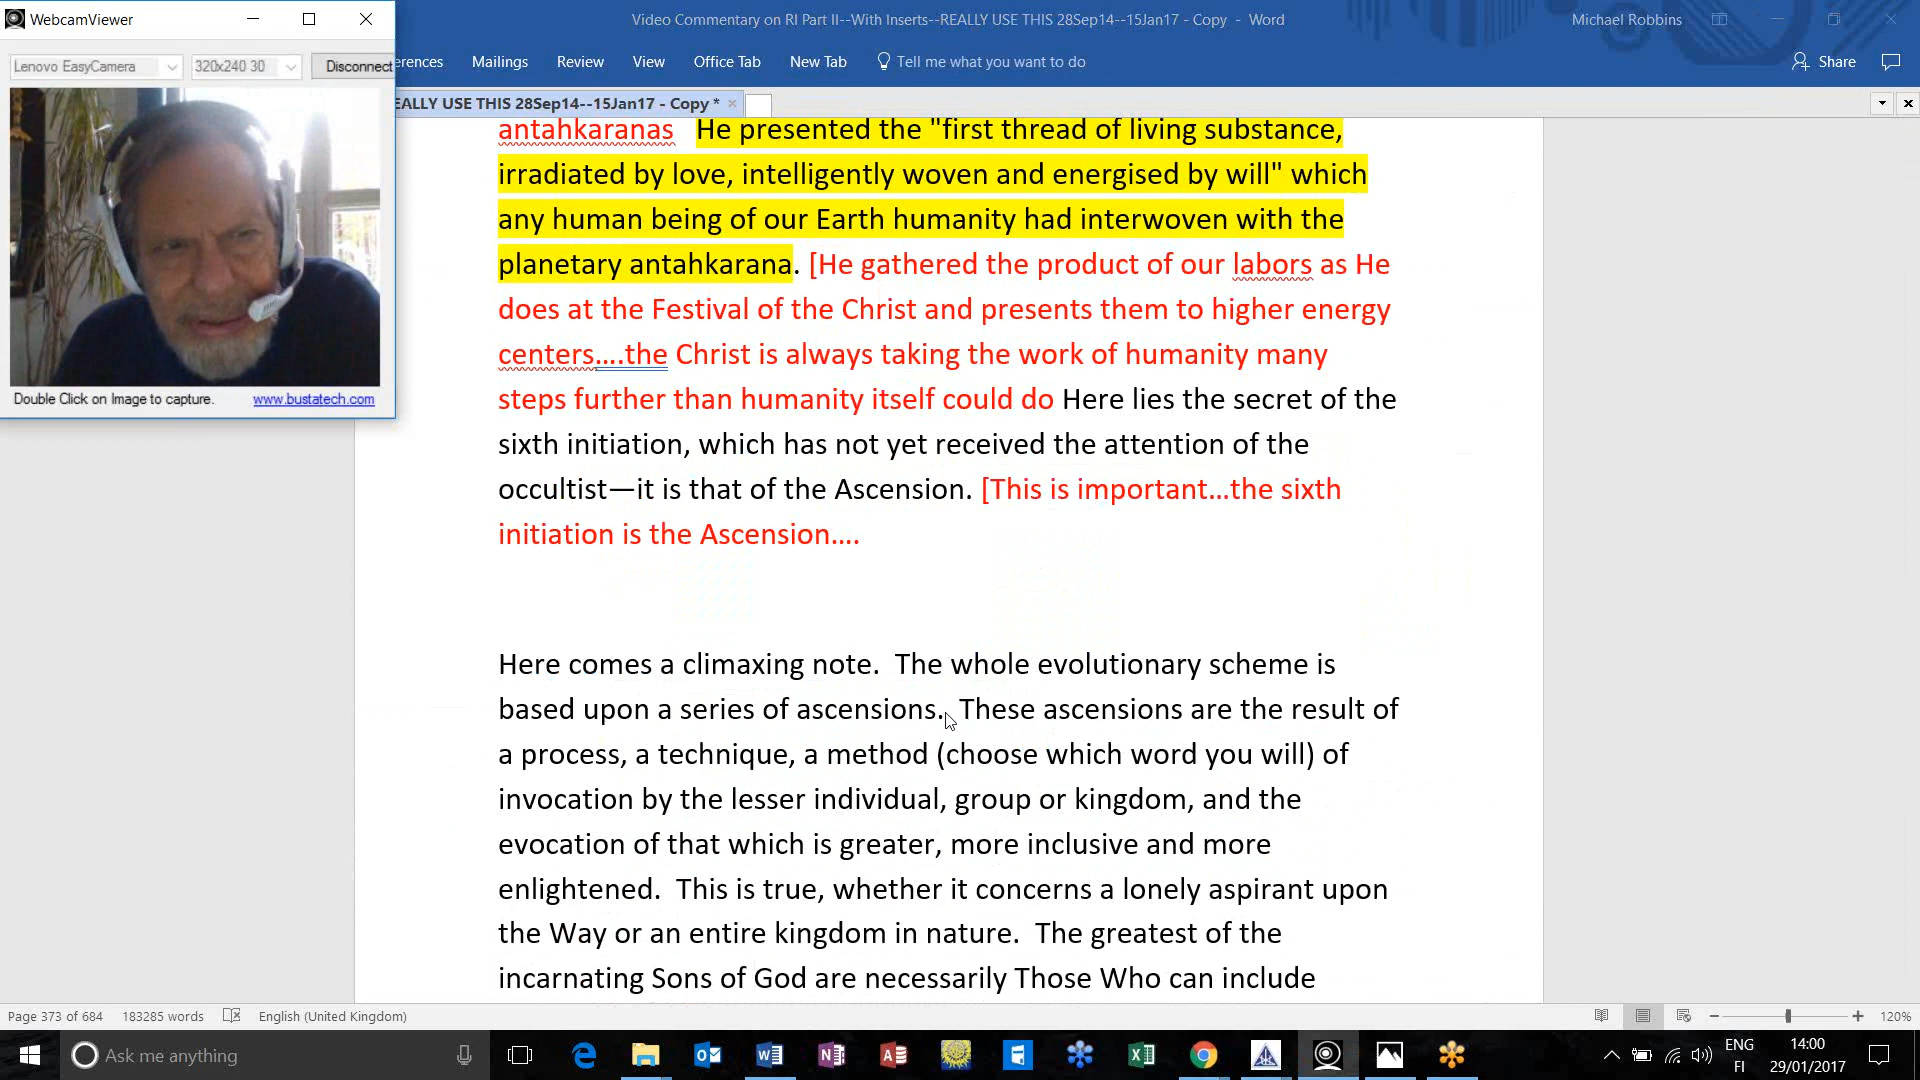 WebcamViewer
Lenovo EasyCamera 320x240 30 Disconnect
Double Click on Image to capture. www.bustatech.com
Video Commentary on RI Part II--With Inserts--REALLY USE THIS 28Sep14--15Jan17 - Copy - Word
Michael Robbins
erences Mailings Review View Office Tab New Tab Tell me what you want to do Share
EALLY USE THIS 28Sep14--15Jan17 - Copy *
antahkaranas He presented the "first thread of living substance,
irradiated by love, intelligently woven and energised by will" which
any human being of our Earth humanity had interwoven with the
planetary antahkarana. [He gathered the product of our labors as He
does at the Festival of the Christ and presents them to higher energy
centers….the Christ is always taking the work of humanity many
steps further than humanity itself could do Here lies the secret of the
sixth initiation, which has not yet received the attention of the
occultist—it is that of the Ascension. [This is important…the sixth
initiation is the Ascension….
Here comes a climaxing note. The whole evolutionary scheme is
based upon a series of ascensions. These ascensions are the result of
a process, a technique, a method (choose which word you will) of
invocation by the lesser individual, group or kingdom, and the
evocation of that which is greater, more inclusive and more
enlightened. This is true, whether it concerns a lonely aspirant upon
the Way or an entire kingdom in nature. The greatest of the
incarnating Sons of God are necessarily Those Who can include
Page 373 of 684 183285 words English (United Kingdom) 120%
Ask me anything
ENG
FI
14:00
29/01/2017